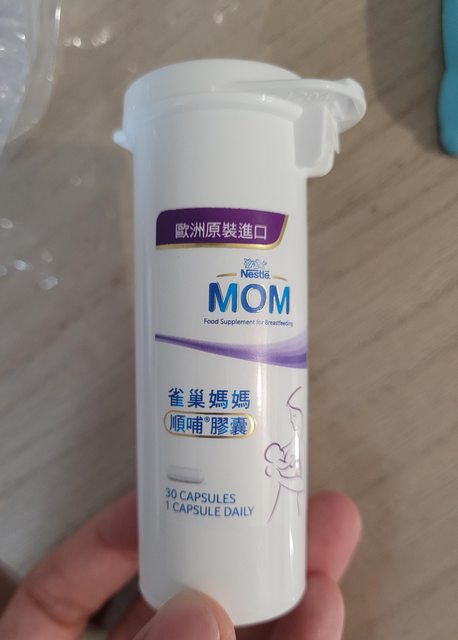 歐洲原裝進口
Nestlé
MOM
Food Supplement for Breastfeeding
雀巢媽媽
順哺®膠囊
30 CAPSULES
1 CAPSULE DAILY